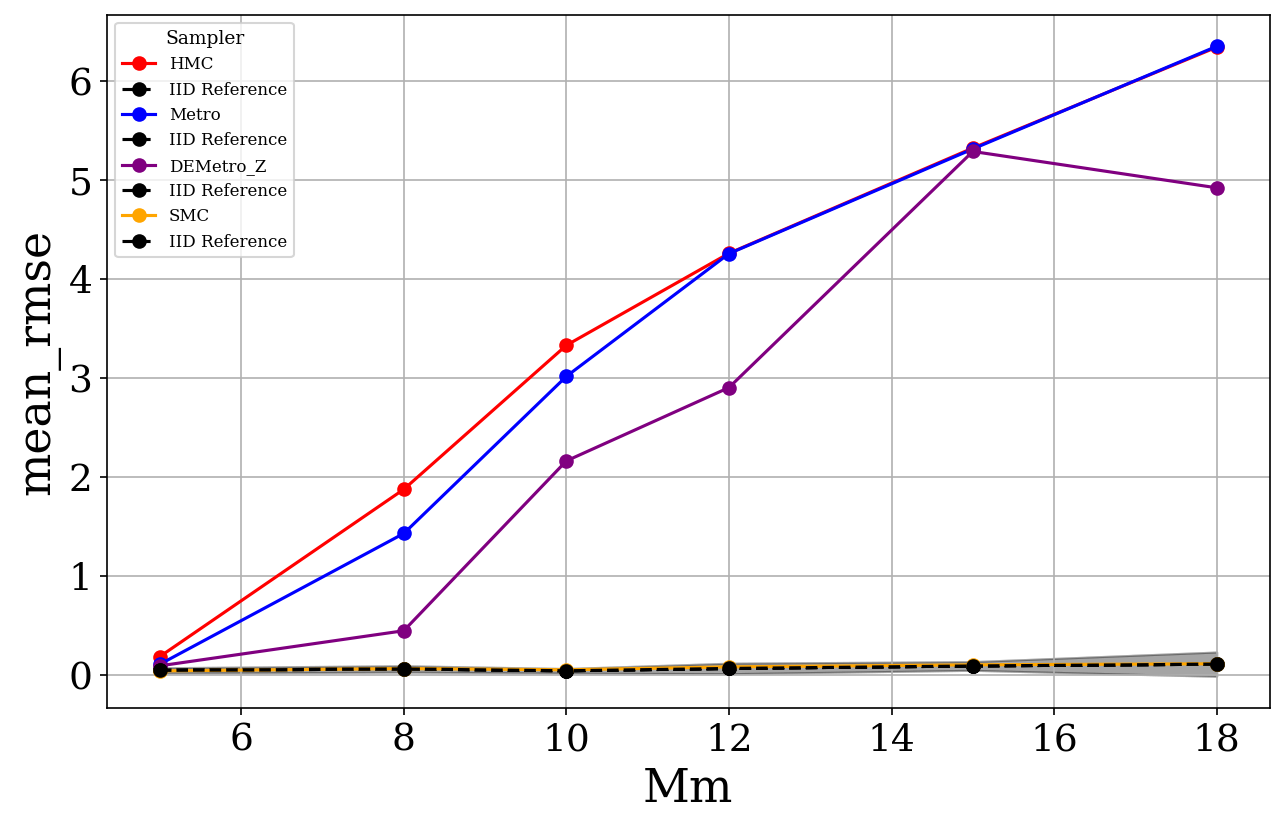 Sampler
HMC
IID Reference
Metro
IID Reference
DEMetro_Z
IID Reference
SMC
IID Reference
6
5
4
3
2
1
0
mean_rmse
6 8 10 12 14 16 18
Mm